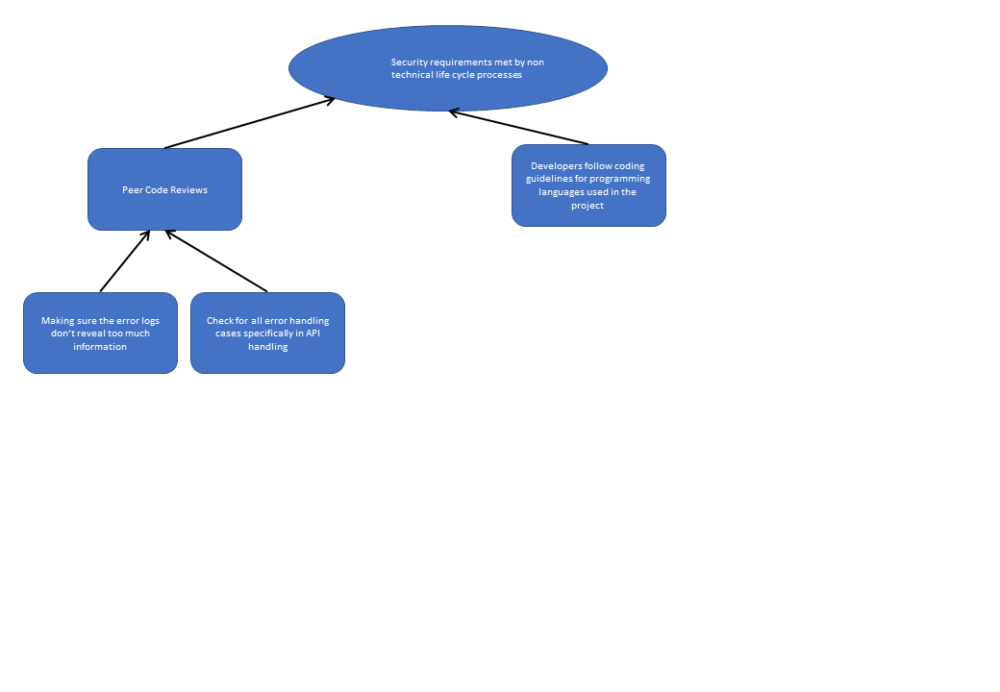 Security requirements met by non
technical life cycle processes
Peer Code Reviews
Developers follow coding
guidelines for programming
languages used in the
project
Making sure the error logs
don’t reveal too much
information
Check for all error handling
cases specifically in API
handling